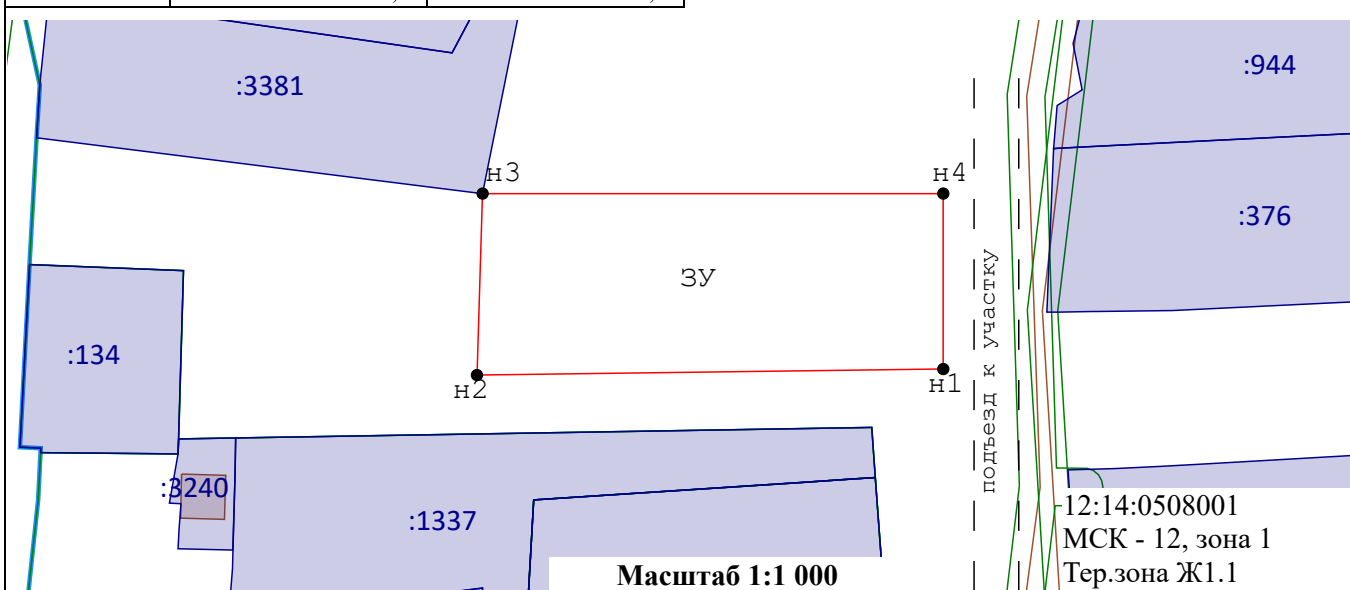 :3381
:944
н3
н4
:376
ЗУ
подъезд к участку
:134
н2
н1
:3240
:1337
12:14:0508001
МСК - 12, зона 1
Тер.зона Ж1.1
Масштаб 1:1 000